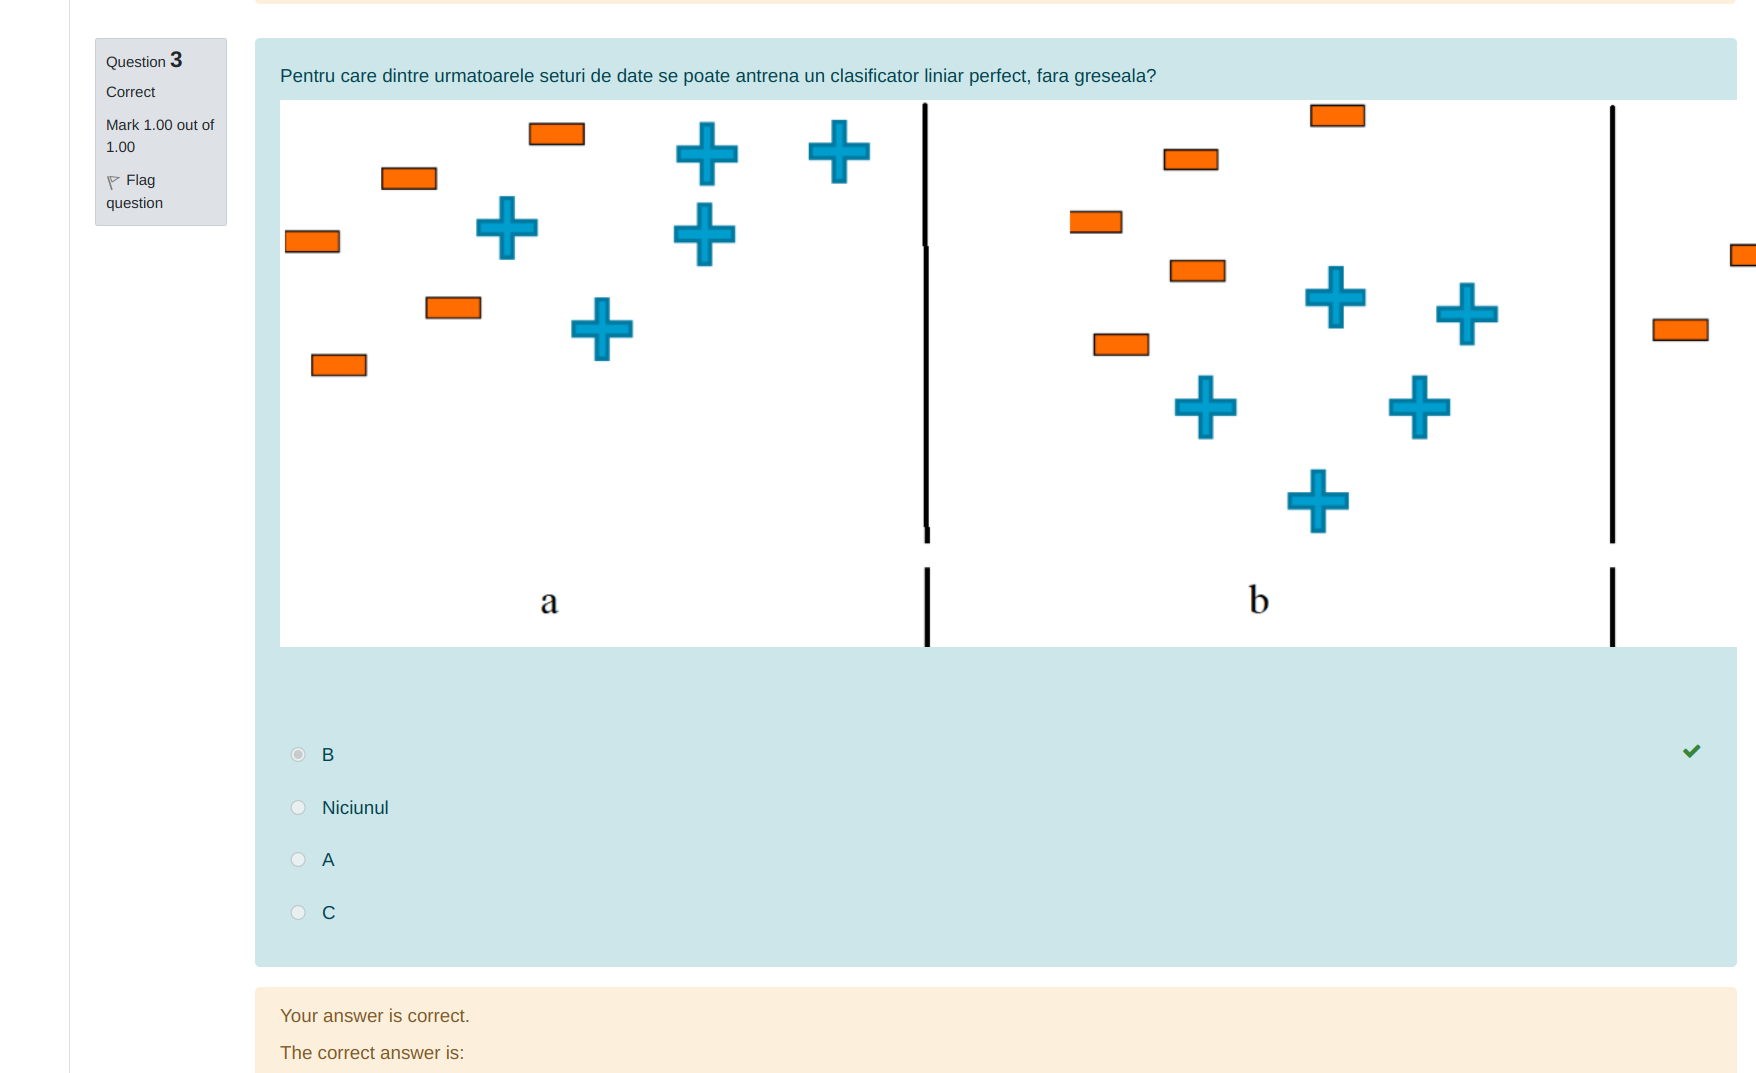 Question 3
Correct
Mark 1.00 out of
1.00
Flag
question
Pentru care dintre urmatoarele seturi de date se poate antrena un clasificator liniar perfect, fara greseala?
a
b
B
Niciunul
A
C
Your answer is correct.
The correct answer is: